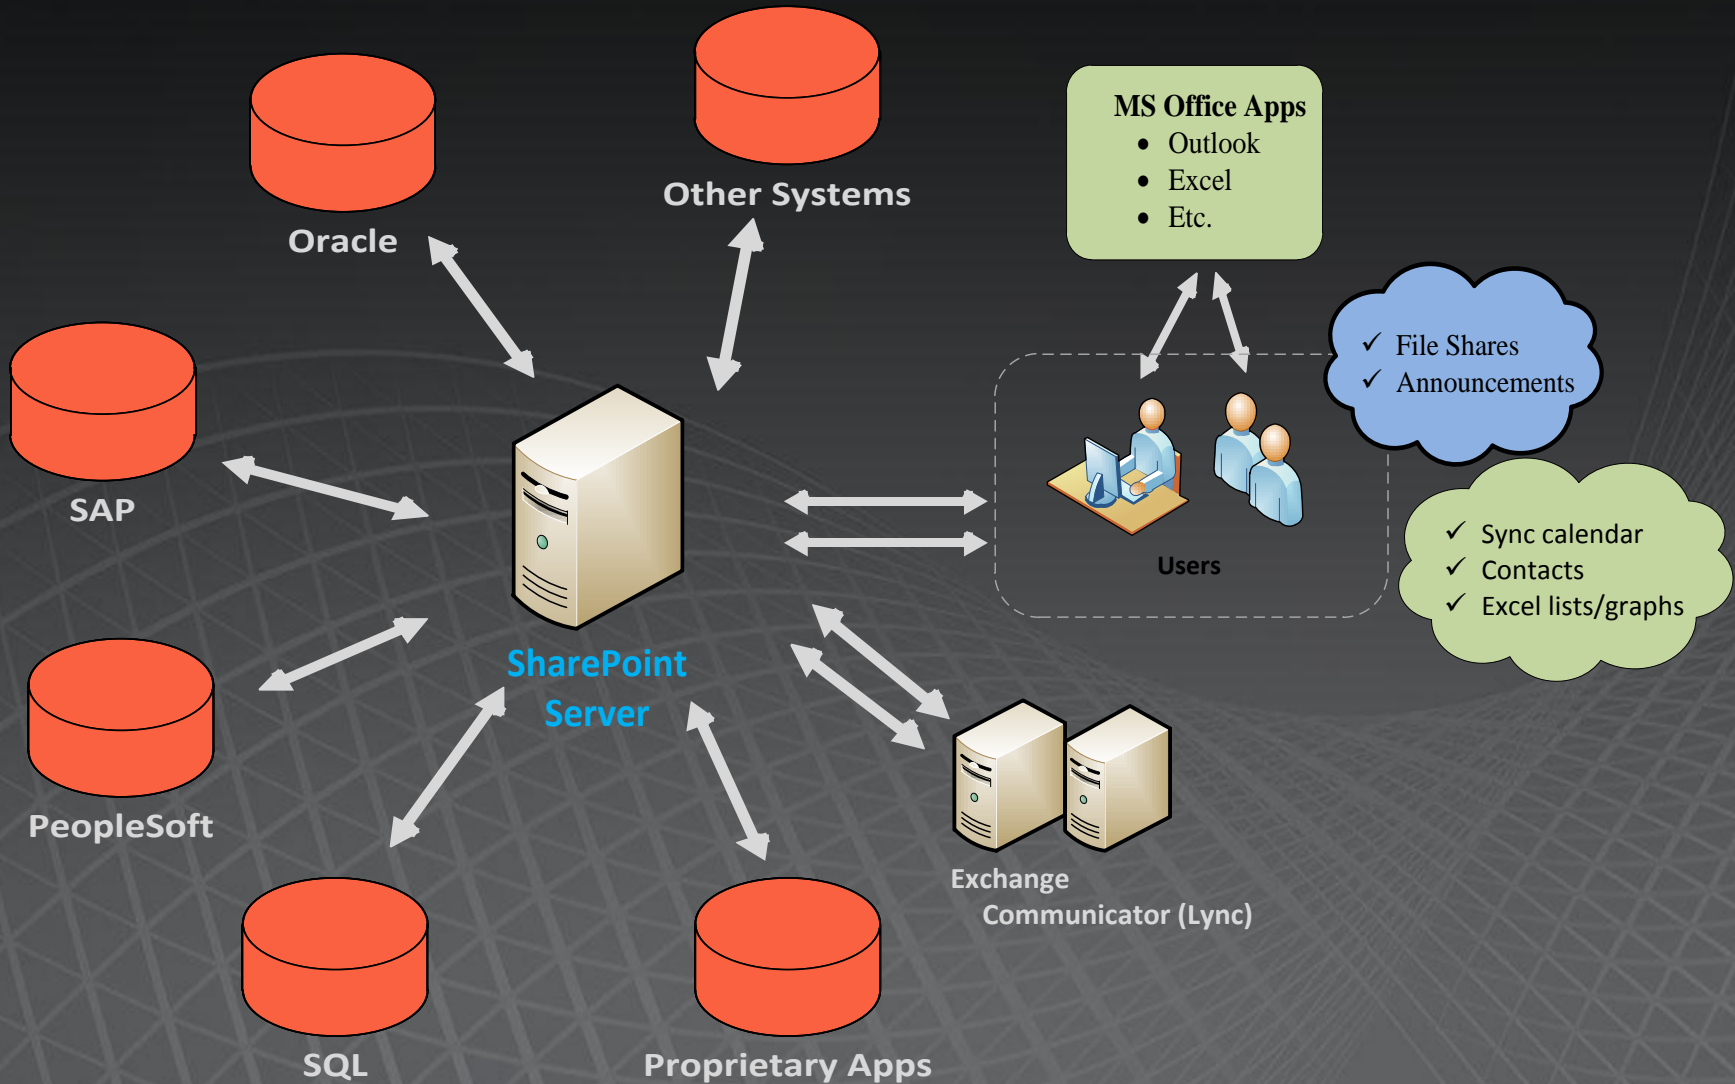 Other Systems
Oracle
MS Office Apps
• Outlook
• Excel
• Etc.
✓ File Shares
✓ Announcements
SAP
✓ Sync calendar
✓ Contacts
✓ Excel lists/graphs
Users
SharePoint
Server
PeopleSoft
Exchange
Communicator (Lync)
SQL
Proprietary Apps